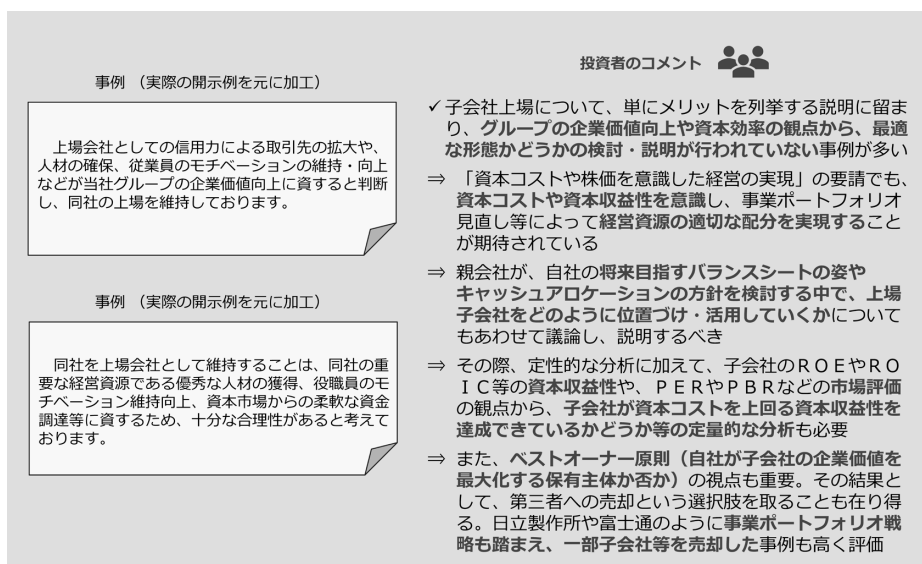 事例 （実際の開示例を元に加工）
上場会社としての信用力による取引先の拡大や、
人材の確保、従業員のモチベーションの維持・向上
などが当社グループの企業価値向上に資すると判断
し、同社の上場を維持しております。
事例 （実際の開示例を元に加工）
同社を上場会社として維持することは、同社の重
要な経営資源である優秀な人材の獲得、役職員のモ
チベーション維持向上、資本市場からの柔軟な資金
調達等に資するため、十分な合理性があると考えて
おります。
投資者のコメント
✓子会社上場について、単にメリットを列挙する説明に留ま
り、グループの企業価値向上や資本効率の観点から、最適
な形態かどうかの検討・説明が行われていない事例が多い
⇒ 「資本コストや株価を意識した経営の実現」の要請でも、
資本コストや資本収益性を意識し、事業ポートフォリオ
見直し等によって経営資源の適切な配分を実現すること
が期待されている
⇒ 親会社が、自社の将来目指すバランスシートの姿や
キャッシュアロケーションの方針を検討する中で、上場
子会社をどのように位置づけ・活用していくかについて
もあわせて議論し、説明するべき
⇒ その際、定性的な分析に加えて、子会社のＲＯＥやＲＯ
ＩＣ等の資本収益性や、ＰＥＲやＰＢＲなどの市場評価
の観点から、子会社が資本コストを上回る資本収益性を
達成できているかどうか等の定量的な分析も必要
⇒ また、ベストオーナー原則（自社が子会社の企業価値を
最大化する保有主体か否か）の視点も重要。その結果と
して、第三者への売却という選択肢を取ることも在り得
る。日立製作所や富士通のように事業ポートフォリオ戦
略も踏まえ、一部子会社等を売却した事例も高く評価